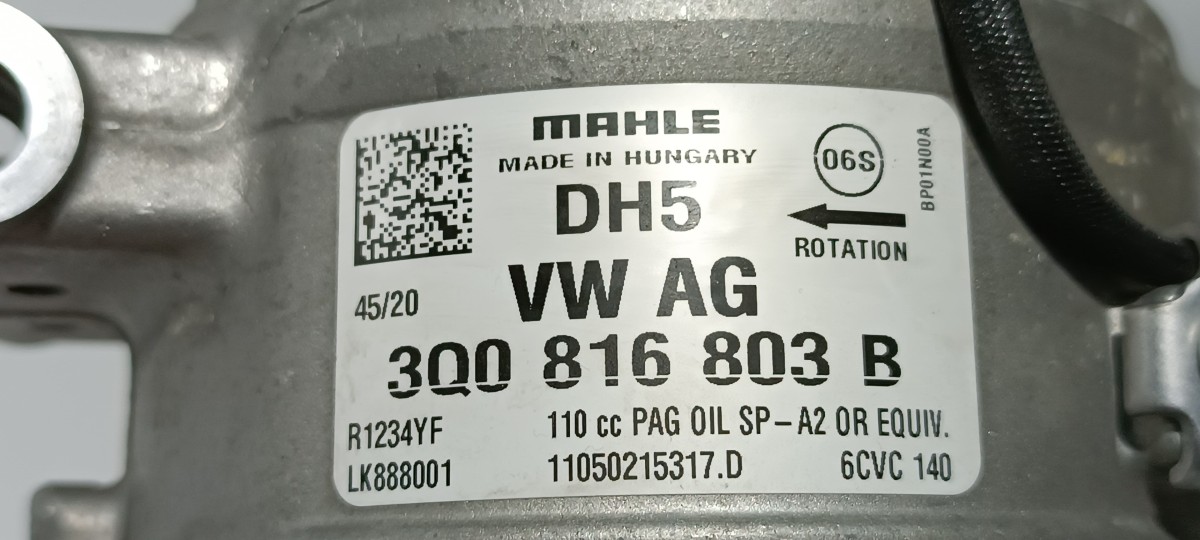 MAHLE
MADE IN HUNGARY
DH5
06S
BP01N00A
ROTATION
45/20
VW AG
3Q0 816 803 B
R1234YF 110 cc PAG OIL SP-A2 OR EQUIV.
LK888001 11050215317.D 6CVC 140